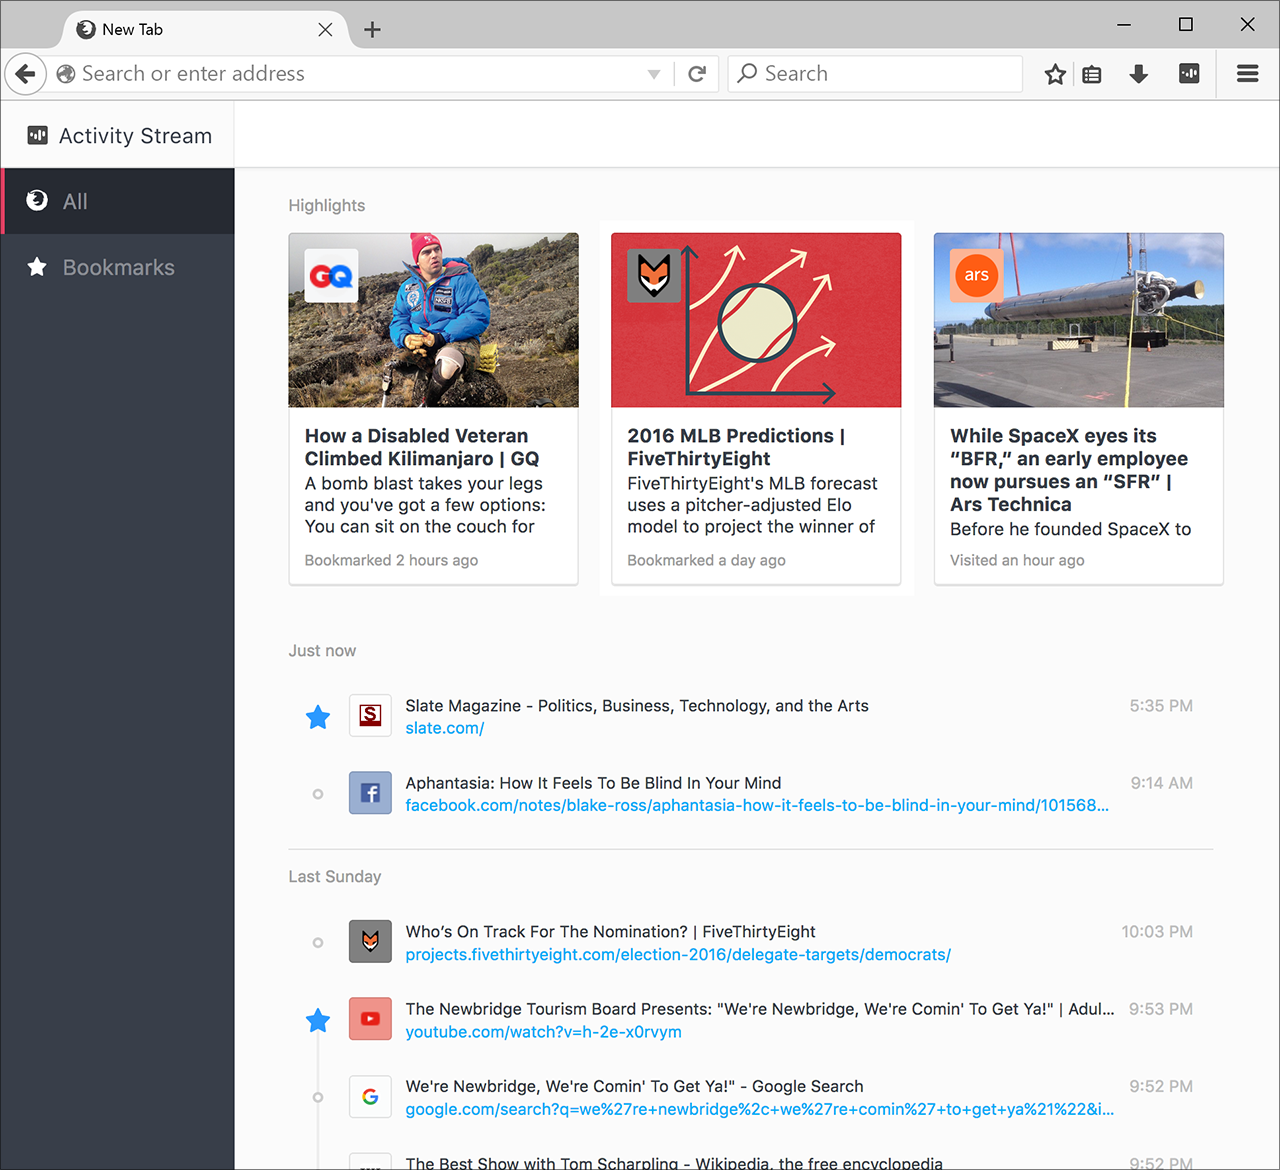 New Tab
Search or enter address
Search
Activity Stream
All
Bookmarks
Highlights
GQ
How a Disabled Veteran
Climbed Kilimanjaro | GQ
A bomb blast takes your legs
and you've got a few options:
You can sit on the couch for
Bookmarked 2 hours ago
2016 MLB Predictions |
FiveThirtyEight
FiveThirtyEight's MLB forecast
uses a pitcher-adjusted Elo
model to project the winner of
Bookmarked a day ago
ars
While SpaceX eyes its
“BFR,” an early employee
now pursues an “SFR” |
Ars Technica
Before he founded SpaceX to
Visited an hour ago
Just now
S
Slate Magazine - Politics, Business, Technology, and the Arts
5:35 PM
slate.com/
f
Aphantasia: How It Feels To Be Blind In Your Mind
9:14 AM
facebook.com/notes/blake-ross/aphantasia-how-it-feels-to-be-blind-in-your-mind/101568...
Last Sunday
Who’s On Track For The Nomination? | FiveThirtyEight
10:03 PM
projects.fivethirtyeight.com/election-2016/delegate-targets/democrats/
The Newbridge Tourism Board Presents: "We're Newbridge, We're Comin' To Get Ya!" | Adul...
9:53 PM
youtube.com/watch?v=h-2e-x0rvym
G
We're Newbridge, We're Comin' To Get Ya!" - Google Search
9:52 PM
google.com/search?q=we%27re+newbridge%2c+we%27re+comin%27+to+get+ya%21%22&i...
The Best Show with Tom Scharpling - Wikipedia, the free encyclopedia
9:52 PM